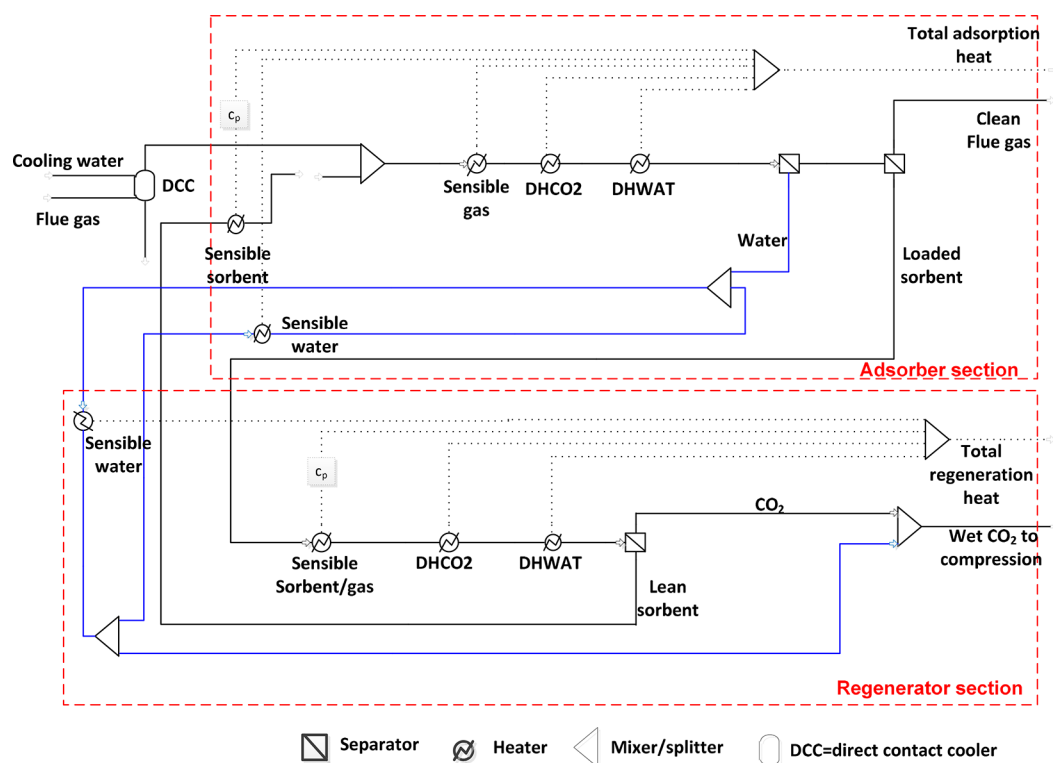 Total adsorption
heat
cₚ
Clean
Flue gas
Cooling water
DCC
Flue gas
Sensible
gas
DHCO2
DHWAT
Sensible
sorbent
Water
Loaded
sorbent
Sensible
water
Adsorber section
Sensible
water
cₚ
Total
regeneration
heat
CO₂
Wet CO₂ to
compression
Sensible
Sorbent/gas
DHCO2
DHWAT
Lean
sorbent
Regenerator section
Separator
Heater
Mixer/splitter
DCC=direct contact cooler